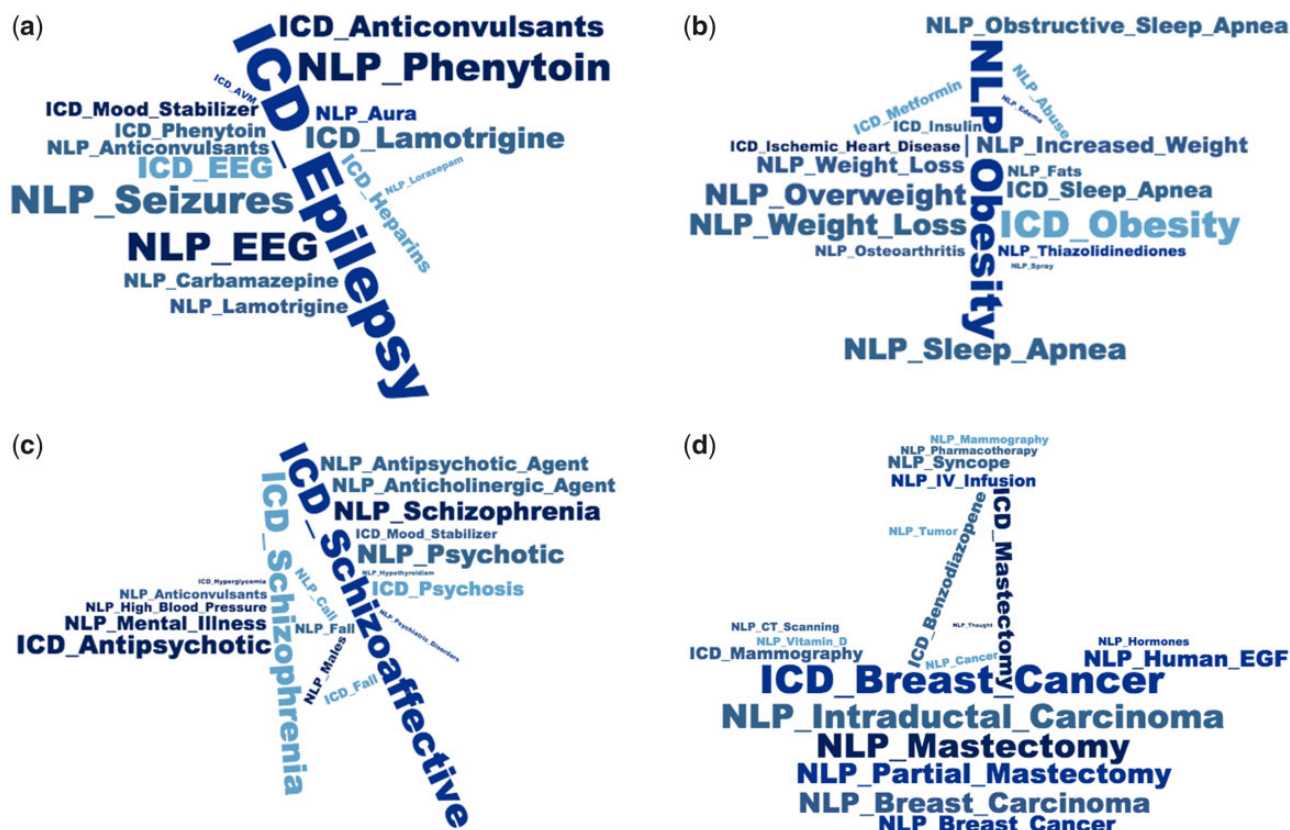 (a)
ICD_Anticonvulsants
NLP_Phenytoin
ICD_AVM
ICD_Epilepsy
ICD_Mood_Stabilizer
NLP_Aura
ICD_Phenytoin
ICD_Lamotrigine
NLP_Anticonvulsants
ICD_EEG
ICD_Heparins
NLP_Lorazepam
NLP_Seizures
NLP_EEG
NLP_Carbamazepine
NLP_Lamotrigine
(b)
NLP_Obstructive_Sleep_Apnea
NLP_Obesity
ICD_Metformin
NLP_Abuse
NLP_Edema
ICD_Insulin
ICD_Ischemic_Heart_Disease
NLP_Increased_Weight
NLP_Weight_Loss
NLP_Fats
NLP_Overweight
ICD_Sleep_Apnea
NLP_Weight_Loss
ICD_Obesity
NLP_Osteoarthritis
NLP_Thiazolidinediones
NLP_Spray
NLP_Sleep_Apnea
(c)
ICD_Schizoaffective
NLP_Antipsychotic_Agent
ICD_Schizophrenia
NLP_Anticholinergic_Agent
NLP_Schizophrenia
ICD_Mood_Stabilizer
NLP_Psychotic
NLP_Hypothyroidism
ICD_Hyperglycemia
ICD_Psychosis
NLP_Call
NLP_Anticonvulsants
NLP_High_Blood_Pressure
NLP_Psychiatric_Disorders
NLP_Mental_Illness
NLP_Fall
ICD_Antipsychotic
NLP_Males
ICD_Fall
(d)
NLP_Mammography
NLP_Pharmacotherapy
NLP_Syncope
NLP_IV_Infusion
ICD_Benzodiazopene
ICD_Mastectomy
NLP_Tumor
NLP_CT_Scanning
NLP_Thought
NLP_Vitamin_D
NLP_Hormones
ICD_Mammography
NLP_Cancer
NLP_Human_EGF
ICD_Breast_Cancer
NLP_Intraductal_Carcinoma
NLP_Mastectomy
NLP_Partial_Mastectomy
NLP_Breast_Carcinoma
NLP_Breast_Cancer